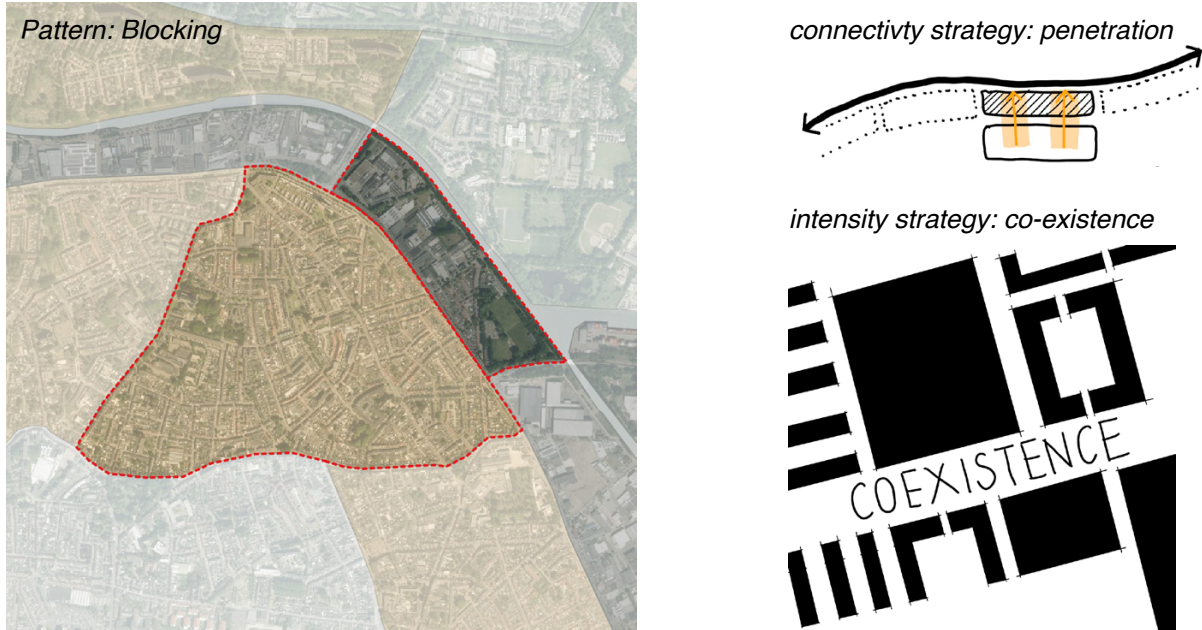 Pattern: Blocking
connectivty strategy: penetration
intensity strategy: co-existence
COEXISTENCE